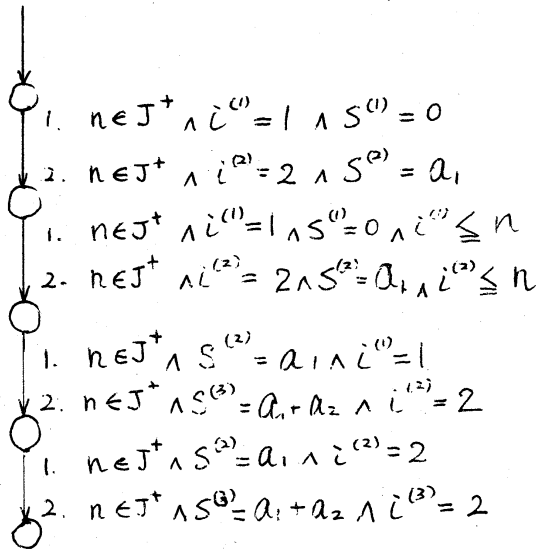 1. n ∈ J⁺ ∧ i⁽¹⁾ = 1 ∧ S⁽¹⁾ = 0
2. n ∈ J⁺ ∧ i⁽²⁾ = 2 ∧ S⁽²⁾ = a₁
1. n ∈ J⁺ ∧ i⁽¹⁾ = 1 ∧ S⁽¹⁾ = 0 ∧ i⁽¹⁾ ≦ n
2. n ∈ J⁺ ∧ i⁽²⁾ = 2 ∧ S⁽²⁾ = a₁ ∧ i⁽²⁾ ≦ n
1. n ∈ J⁺ ∧ S⁽²⁾ = a₁ ∧ i⁽¹⁾ = 1
2. n ∈ J⁺ ∧ S⁽³⁾ = a₁ + a₂ ∧ i⁽²⁾ = 2
1. n ∈ J⁺ ∧ S⁽²⁾ = a₁ ∧ i⁽²⁾ = 2
2. n ∈ J⁺ ∧ S⁽³⁾ = a₁ + a₂ ∧ i⁽³⁾ = 2